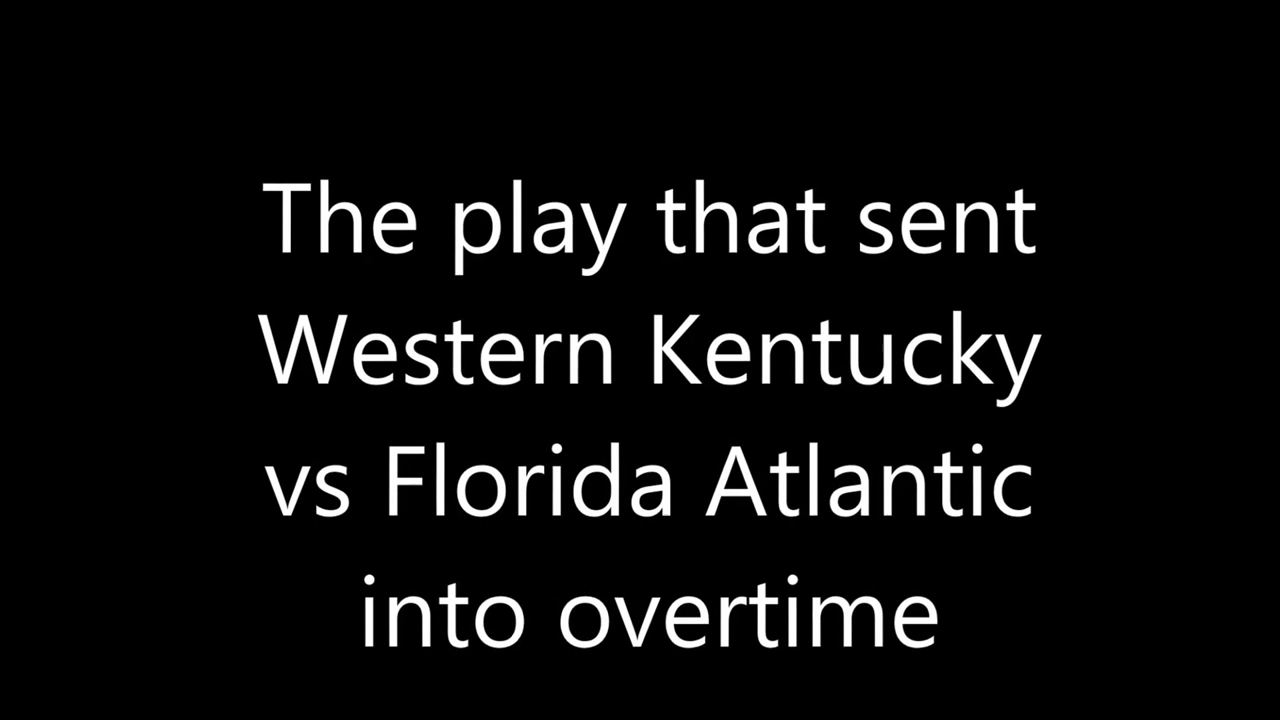 The play that sent
Western Kentucky
vs Florida Atlantic
into overtime